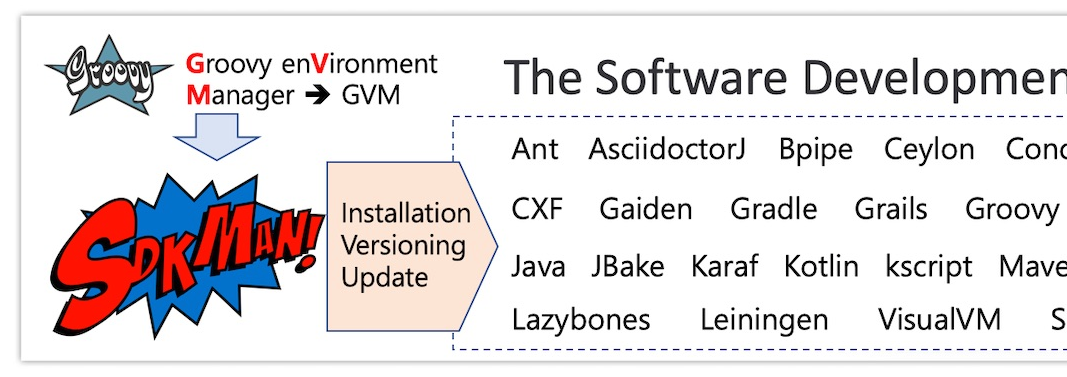 Groovy
Groovy enVironment
Manager ➔ GVM
The Software Developmen
Ant AsciidoctorJ Bpipe Ceylon Conc
SDKMAN!
Installation
Versioning
Update
CXF Gaiden Gradle Grails Groovy
Java JBake Karaf Kotlin kscript Mave
Lazybones Leiningen VisualVM S